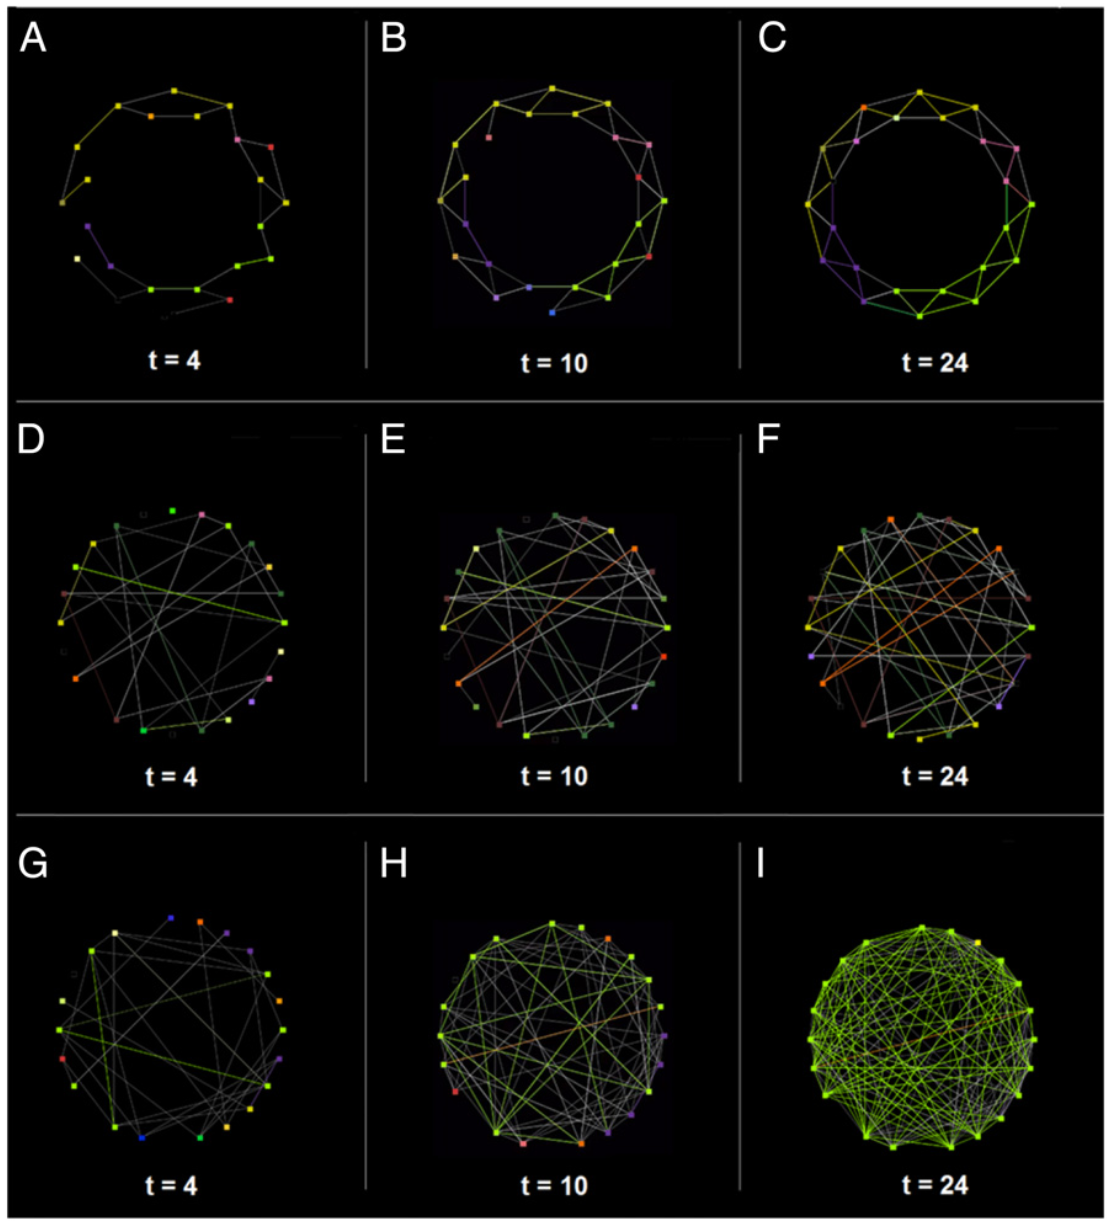 A B C
t = 4 t = 10 t = 24
D E F
t = 4 t = 10 t = 24
G H I
t = 4 t = 10 t = 24